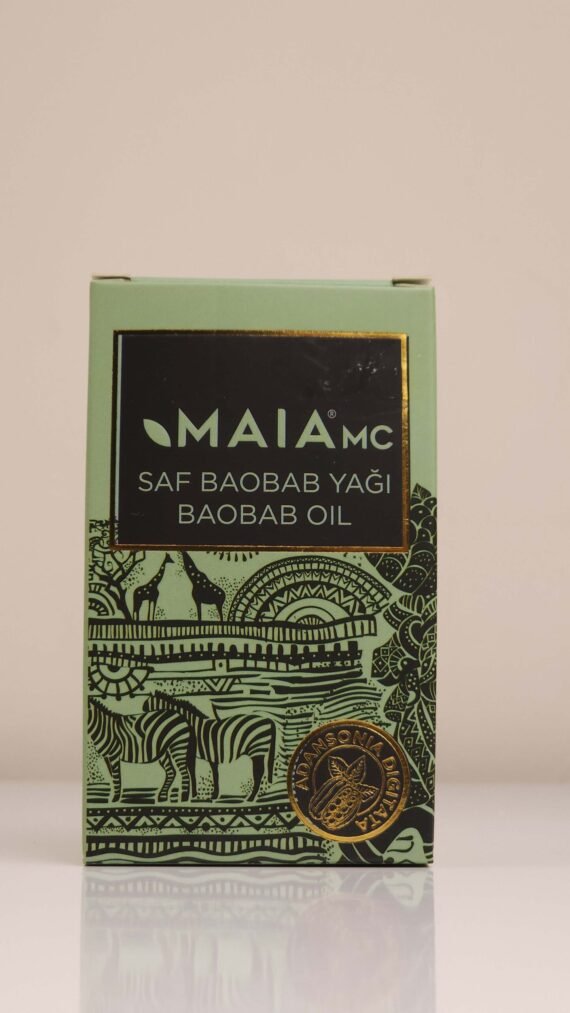 MAIA® MC
SAF BAOBAB YAĞI
BAOBAB OIL
ADANSONIA DIGITATA